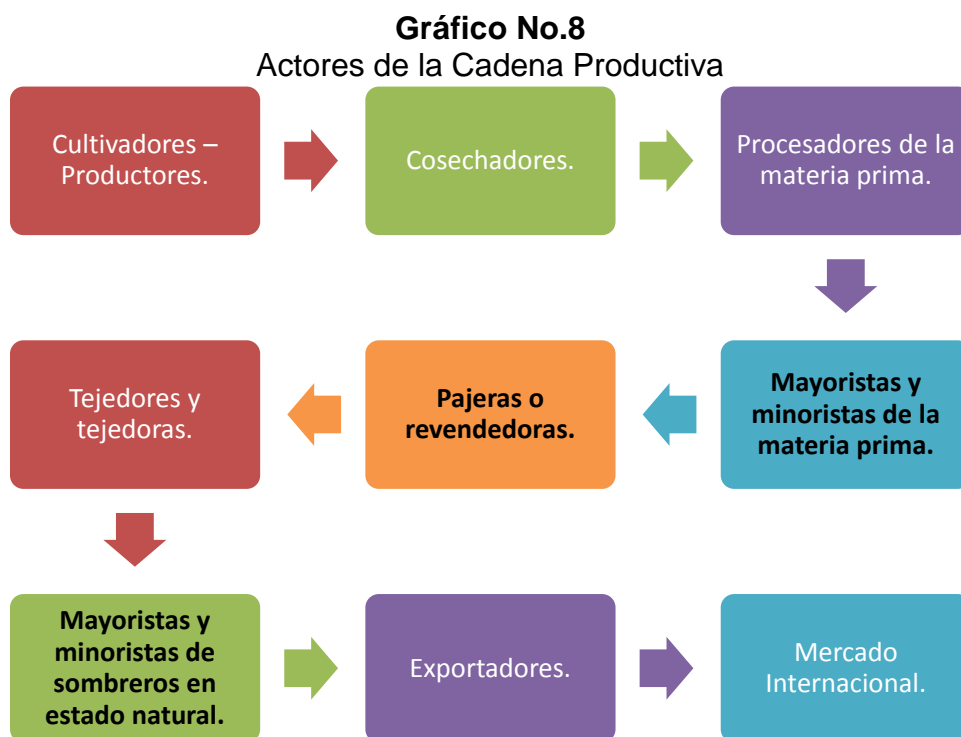 Gráfico No.8
Actores de la Cadena Productiva
Cultivadores –
Productores.
Cosechadores.
Procesadores de la
materia prima.
Mayoristas y
minoristas de la
materia prima.
Pajeras o
revendedoras.
Tejedores y
tejedoras.
Mayoristas y
minoristas de
sombreros en
estado natural.
Exportadores.
Mercado
Internacional.